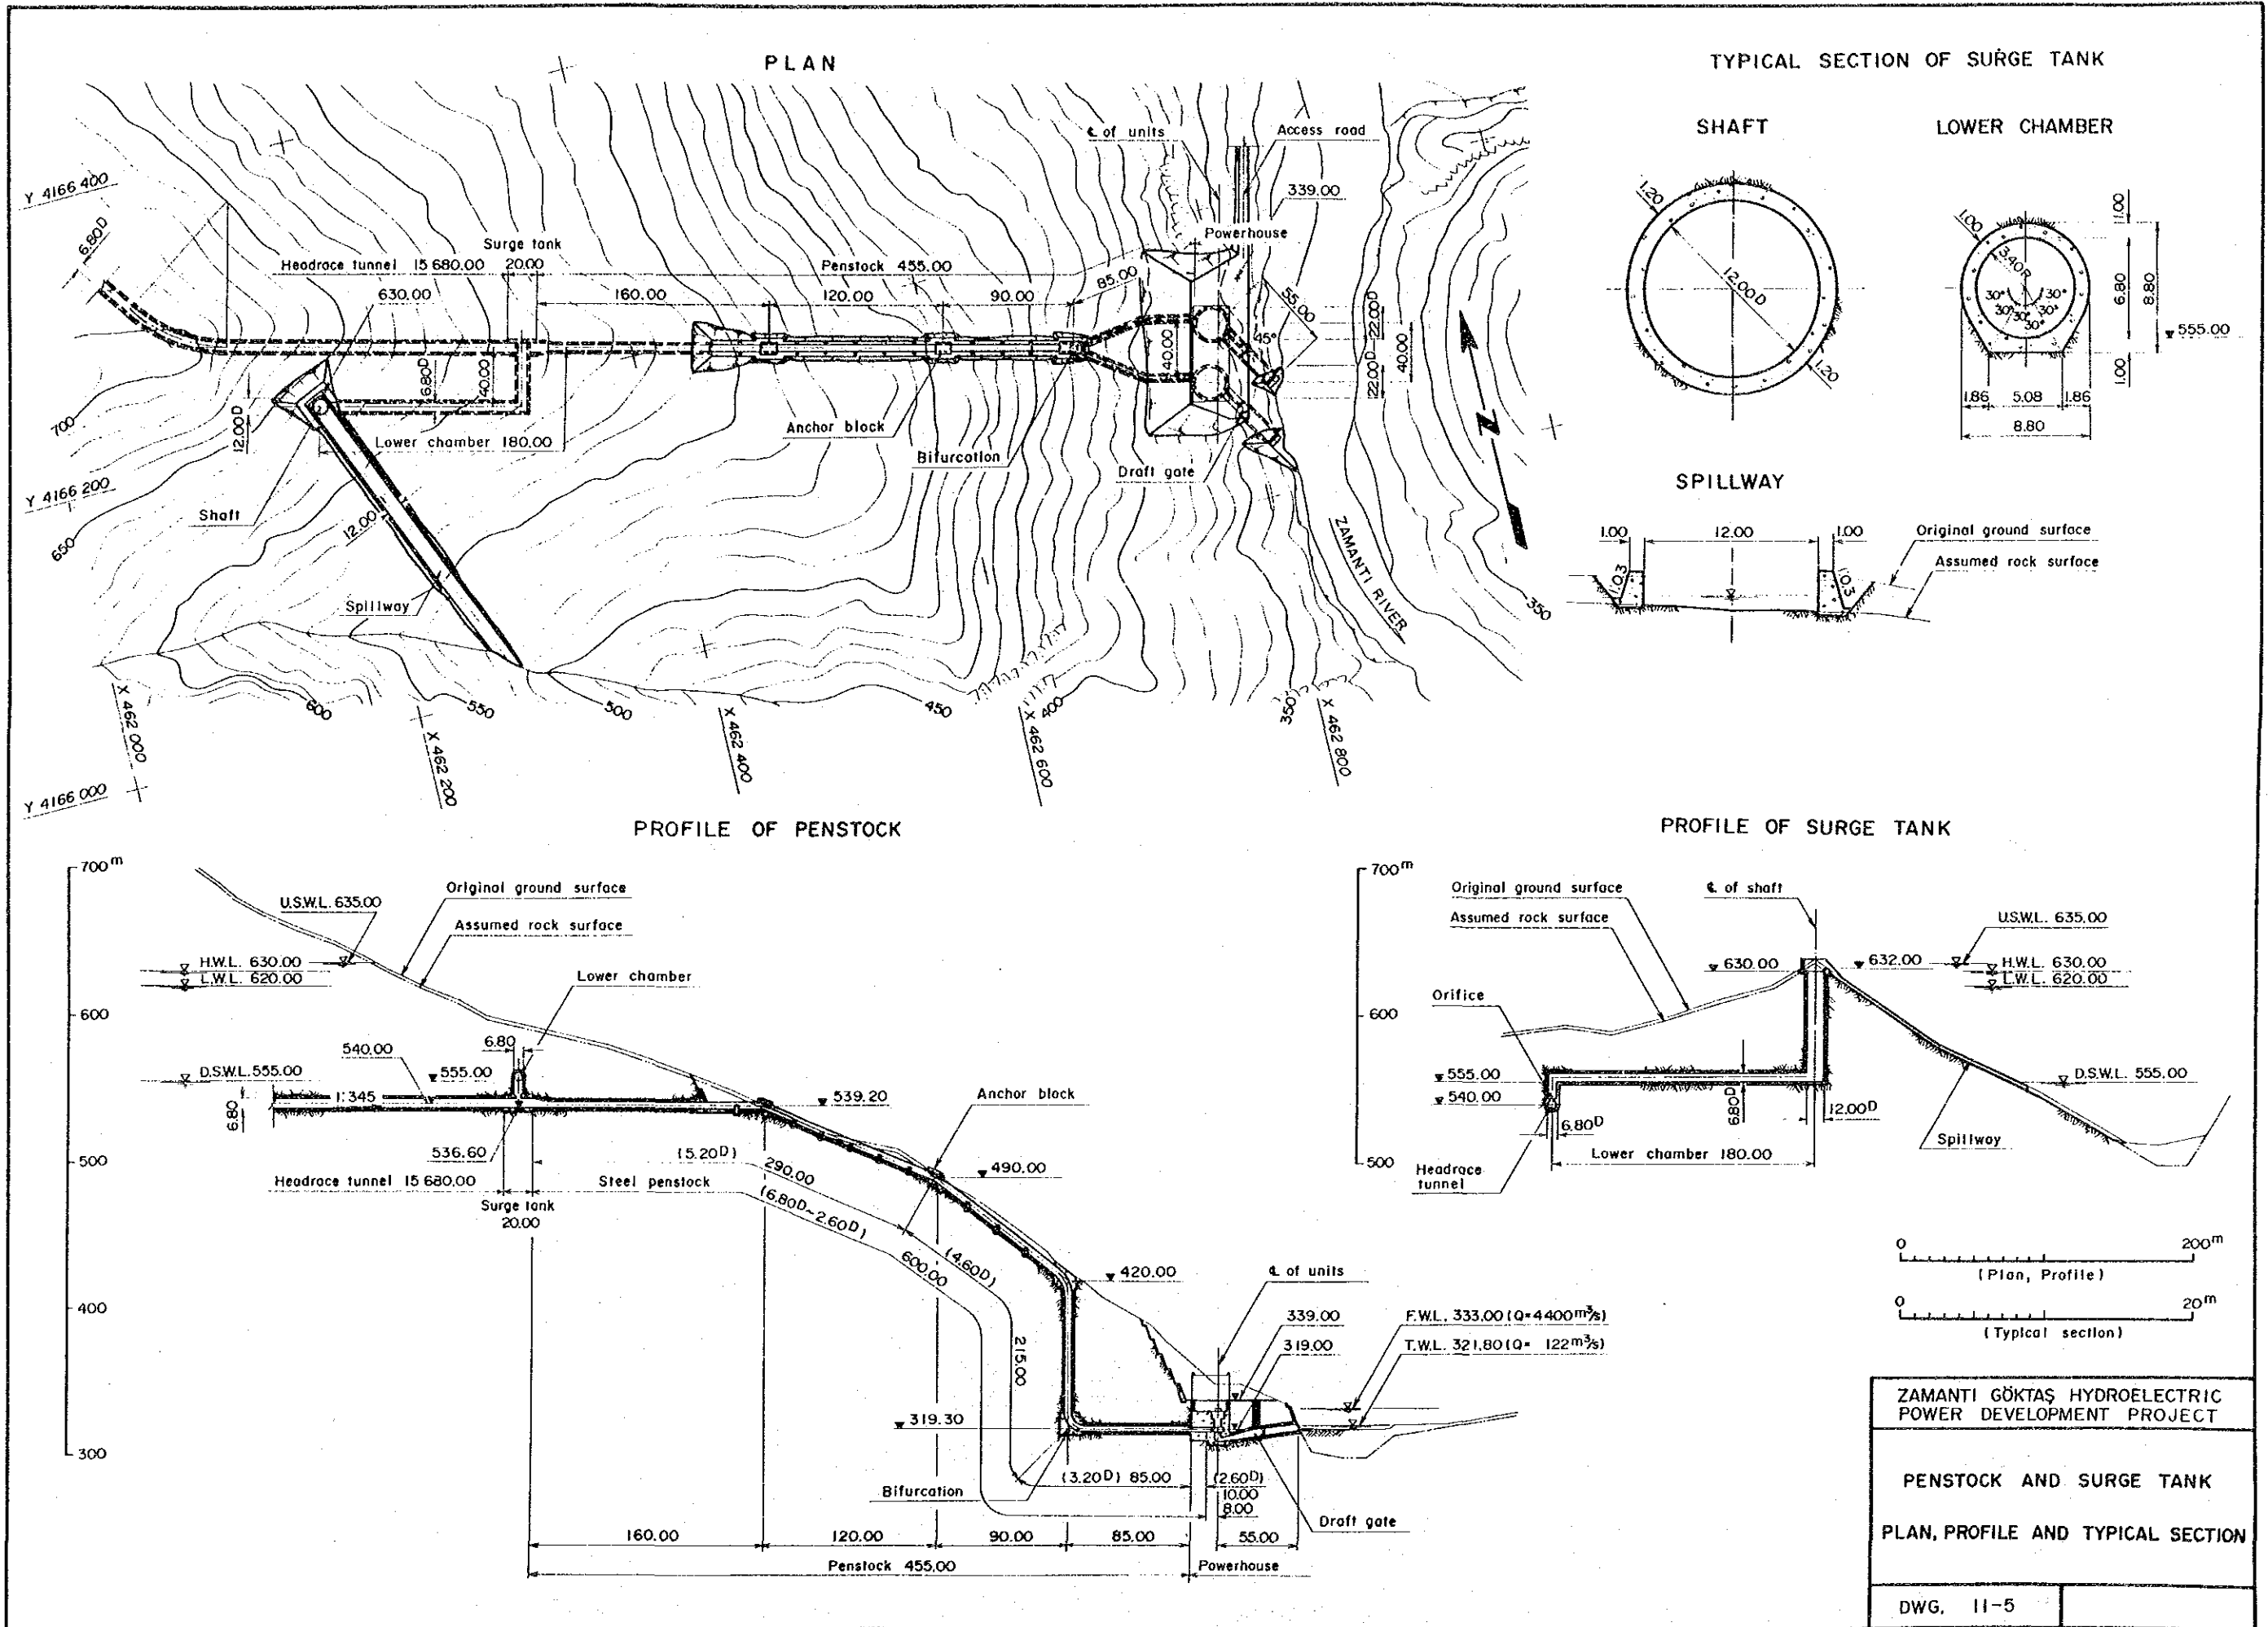 PLAN
Y 4166 400
6.80D
Surge tank
Headrace tunnel 15 680.00
20.00
630.00
160.00
Penstock 455.00
120.00
90.00
85.00
℄ of units
Access road
339.00
Powerhouse
55.00
45°
40.00
22.00D
22.00D
40.00
6.80D
40.00
12.00D
Lower chamber 180.00
Anchor block
Bifurcation
Draft gate
700
Y 4166 200
650
Shaft
12.00
Spillway
ZAMANTI RIVER
N
350
600
550
500
450
400
350
X 462 000
X 462 200
X 462 400
X 462 600
X 462 800
Y 4166 000
TYPICAL SECTION OF SURGE TANK
SHAFT
1.20
12.00D
1.20
LOWER CHAMBER
1.00
3.40R
30°
30°
30°
30°
30°
30°
1.00
6.80
8.80
1.00
555.00
1.86
5.08
1.86
8.80
SPILLWAY
1.00
12.00
1.00
1:0.3
1:0.3
Original ground surface
Assumed rock surface
PROFILE OF PENSTOCK
700m
600
500
400
300
U.S.W.L. 635.00
Original ground surface
Assumed rock surface
H.W.L. 630.00
L.W.L. 620.00
Lower chamber
6.80
540.00
D.S.W.L. 555.00
555.00
1:345
6.80
536.60
539.20
Anchor block
490.00
Headrace tunnel 15 680.00
Surge tank
20.00
Steel penstock
(5.20D)
290.00
(6.80D~2.60D)
600.00
(4.60D)
215.00
420.00
℄ of units
339.00
319.00
F.W.L. 333.00 (Q=4400m³/s)
T.W.L. 321.80 (Q= 122m³/s)
319.30
Bifurcation
(3.20D) 85.00
(2.60D)
10.00
8.00
Draft gate
160.00
120.00
90.00
85.00
55.00
Penstock 455.00
Powerhouse
PROFILE OF SURGE TANK
700m
600
500
Original ground surface
Assumed rock surface
℄ of shaft
U.S.W.L. 635.00
630.00
632.00
H.W.L. 630.00
L.W.L. 620.00
Orifice
555.00
540.00
D.S.W.L. 555.00
6.80D
6.80D
12.00D
Lower chamber 180.00
Headrace
tunnel
Spillway
0 200m
(Plan, Profile)
0 20m
(Typical section)
ZAMANTI GÖKTAŞ HYDROELECTRIC
POWER DEVELOPMENT PROJECT
PENSTOCK AND SURGE TANK
PLAN, PROFILE AND TYPICAL SECTION
DWG. 11-5